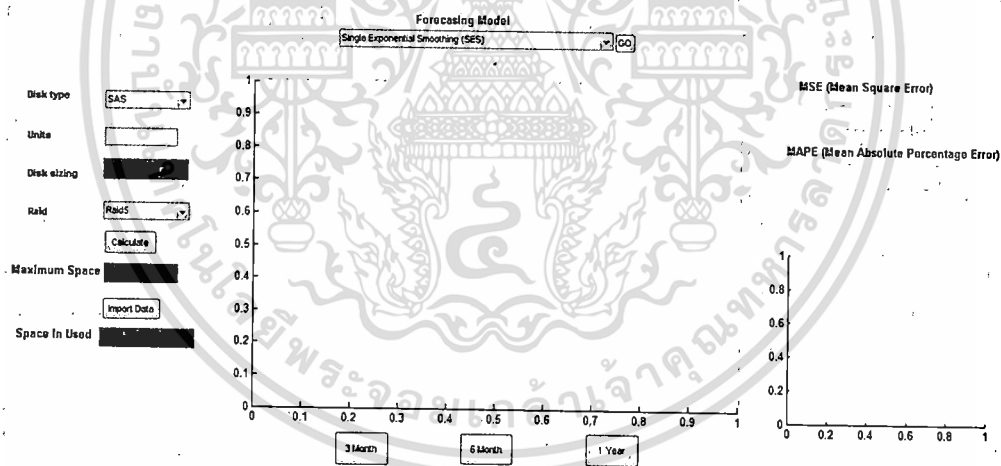 Forecasing Model
Single Exponential Smoothing (SES)
GO
Disk type
SAS
Units
Disk sizing
Raid
Raid5
Calculate
Maximum Space
Import Data
Space In Used
1
0.9
0.8
0.7
0.6
0.5
0.4
0.3
0.2
0.1
0
0 0.1 0.2 0.3 0.4 0.5 0.6 0.7 0.8 0.9 1
3 Month
6 Month
1 Year
MSE (Mean Square Error)
MAPE (Mean Absolute Percentage Error)
1
0.8
0.6
0.4
0.2
0
0 0.2 0.4 0.6 0.8 1